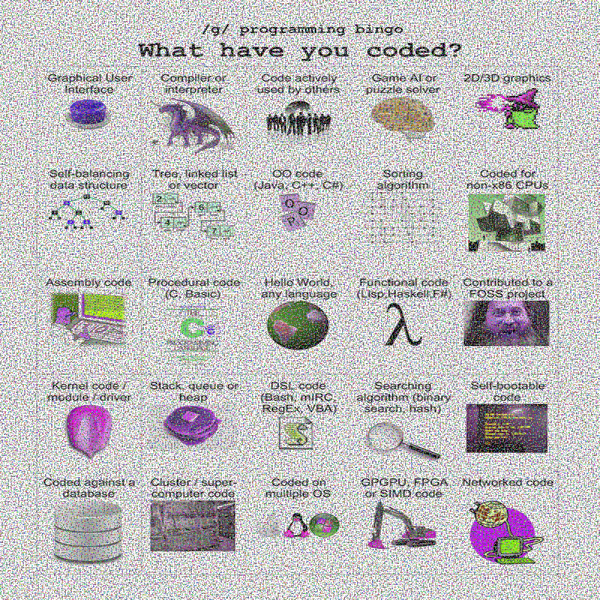 /g/ programming bingo
What have you coded?
Graphical User
Interface
Compiler or
interpreter
Code actively
used by others
Game AI or
puzzle solver
2D/3D graphics
Self-balancing
data structure
Tree, linked list
or vector
OO code
(Java, C++, C#)
Sorting
algorithm
Coded for
non-x86 CPUs
Assembly code
Procedural code
(C, Basic)
Hello World,
any language
Functional code
(Lisp,Haskell,F#)
Contributed to a
FOSS project
λ
Kernel code /
module / driver
Stack, queue or
heap
DSL code
(Bash, mIRC,
RegEx, VBA)
Searching
algorithm (binary
search, hash)
Self-bootable
code
Coded against a
database
Cluster / super-
computer code
Coded on
multiple OS
GPGPU, FPGA
or SIMD code
Networked code